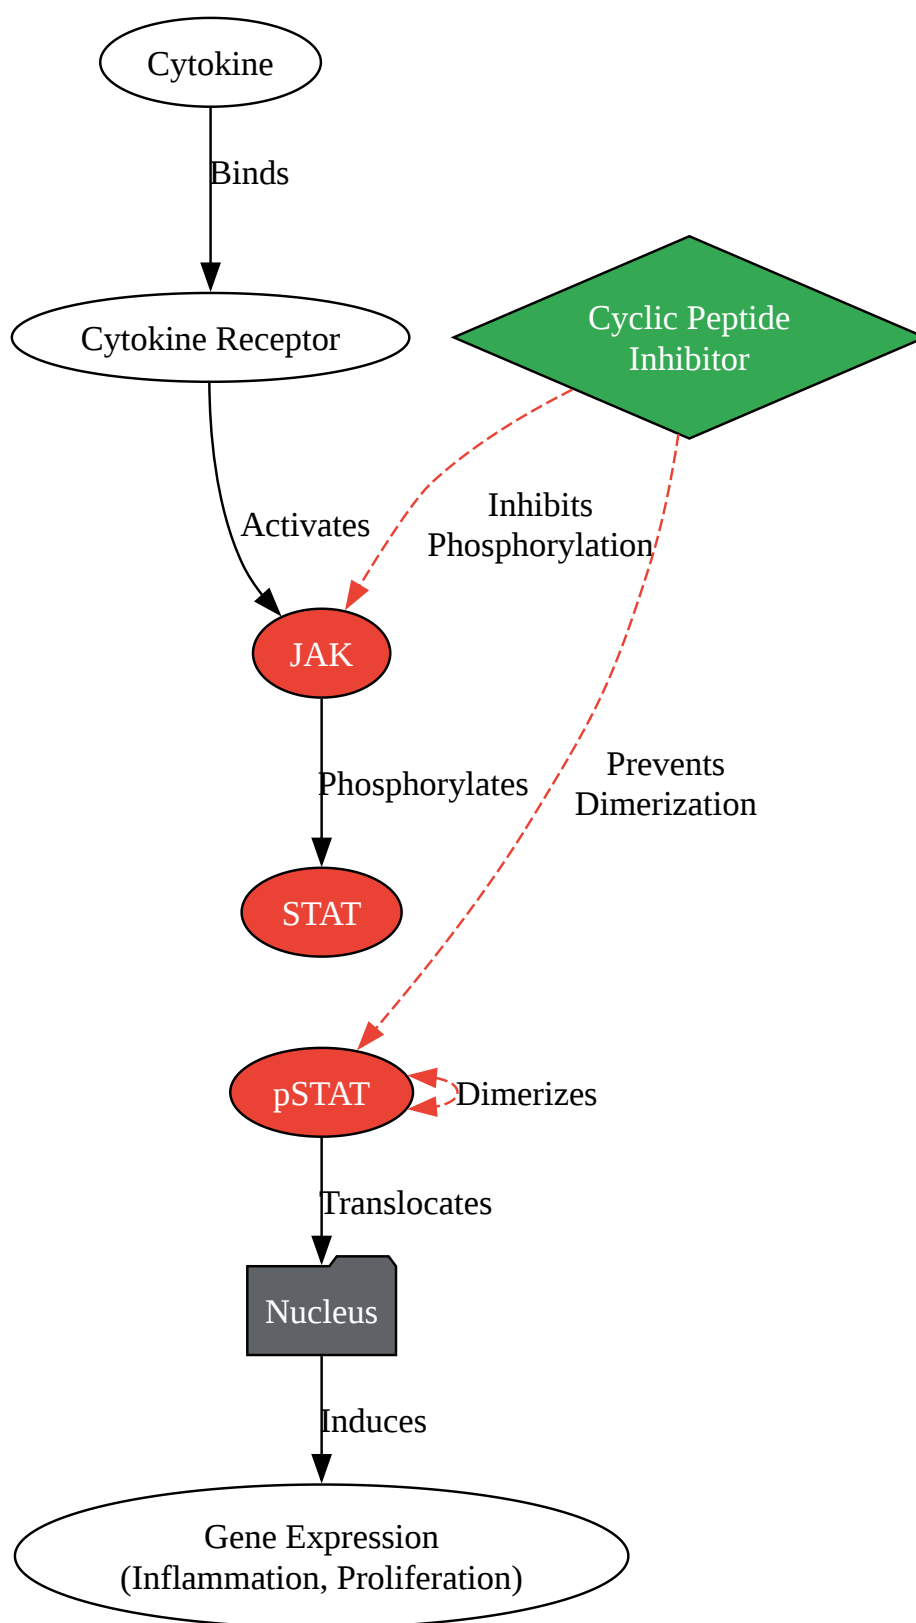 Cytokine
Binds
Cytokine Receptor
Cyclic Peptide
Inhibitor
Activates
Inhibits
Phosphorylation
JAK
Phosphorylates
Prevents
Dimerization
STAT
pSTAT
Dimerizes
Translocates
Nucleus
Induces
Gene Expression
(Inflammation, Proliferation)